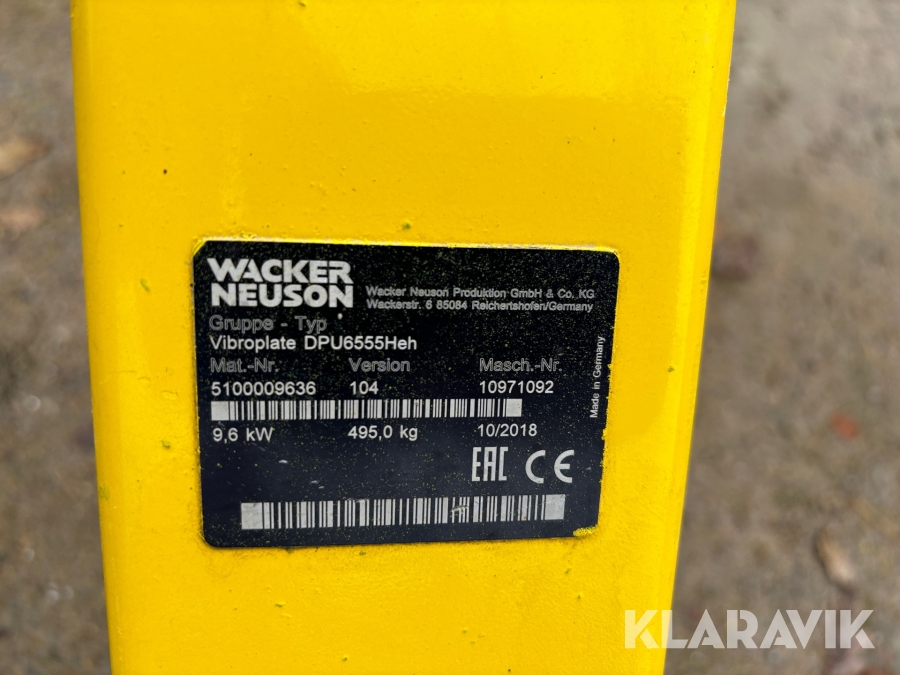 WACKER
NEUSON
Wacker Neuson Produktion GmbH & Co. KG
Wackerstr. 6 85084 Reichertshofen/Germany
Gruppe - Typ
Vibroplate DPU6555Heh
Mat.-Nr. Version Masch.-Nr.
5100009636 104 10971092
9,6 kW 495,0 kg 10/2018
Made in Germany
EAC CE
KLARAVIK